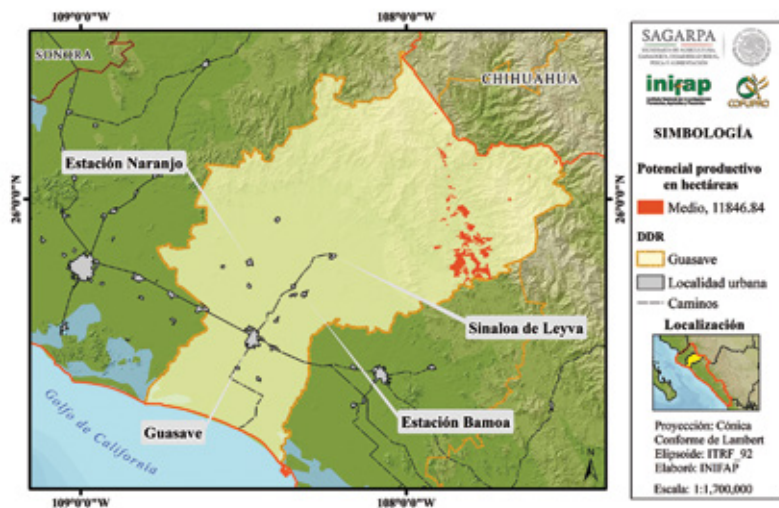 109°0'0"W
108°0'0"W
SONORA
CHIHUAHUA
Estación Naranjo
26°0'0"N
26°0'0"N
Sinaloa de Leyva
Guasave
Estación Bamoa
Golfo de
California
109°0'0"W
108°0'0"W
N
SAGARPA
inifap
COFUPRO
SIMBOLOGÍA
Potencial productivo
en hectáreas
Medio, 11846.84
DDR
Guasave
Localidad urbana
Caminos
Localización
Proyección: Cónica
Conforme de Lambert
Elipsoide: ITRF_92
Elaboró: INIFAP
Escala: 1:1,700,000